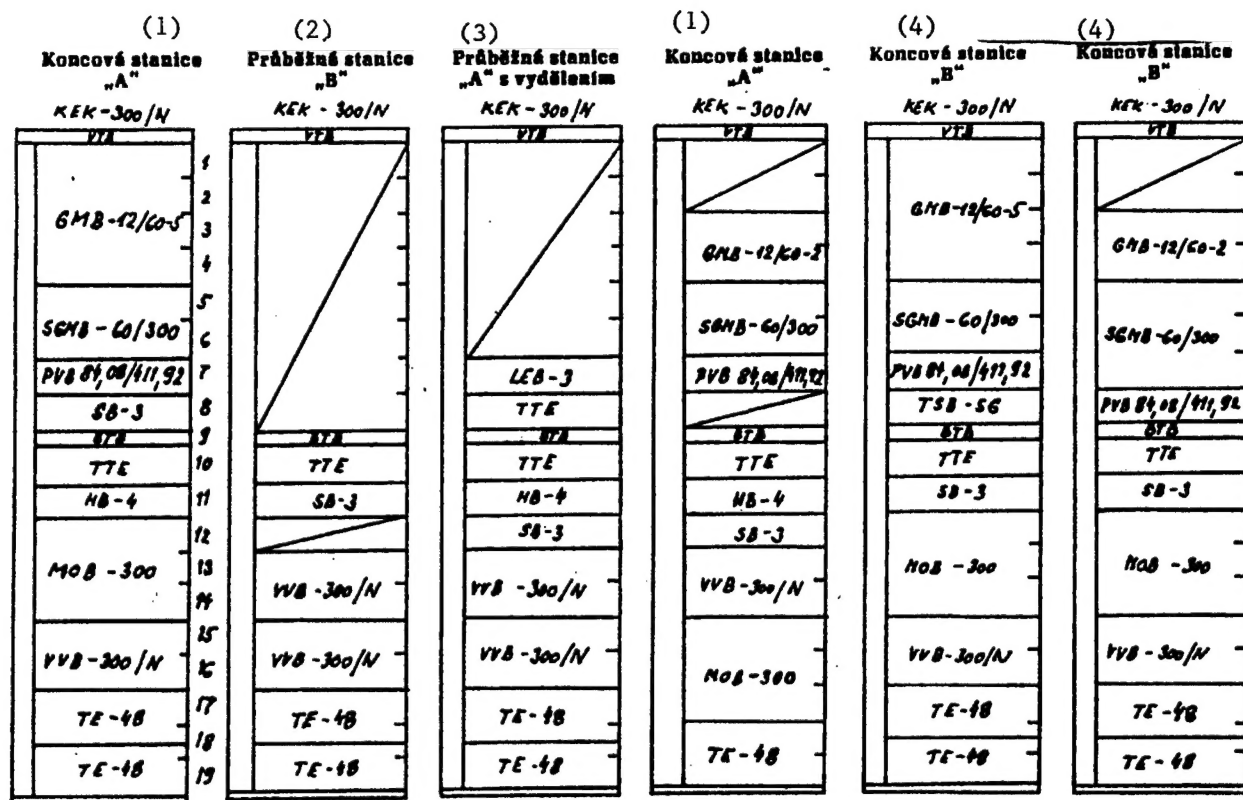 (1)
Koncová stanice
„A"
KEK-300/N
VTB
GMB-12/60-5
SGMB-60/300
PVB 84,08/411,92
SB-3
BTB
TTE
HB-4
MOB-300
VVB-300/N
TE-48
TE-48
1
2
3
4
5
6
7
8
9
10
11
12
13
14
15
16
17
18
19
(2)
Průběžná stanice
„B"
KEK-300/N
BTB
TTE
SB-3
VVB-300/N
VVB-300/N
TE-48
TE-48
(3)
Průběžná stanice
„A" s vydělením
KEK-300/N
VTB
LEB-3
TTE
BTB
TTE
HB-4
SB-3
VVB-300/N
VVB-300/N
TE-48
TE-48
(1)
Koncová stanice
„A"
KEK-300/N
VTB
GMB-12/60-2
SGMB-60/300
PVB 84,08/411,92
TTE
HB-4
SB-3
VVB-300/N
MOB-300
TE-48
(4)
Koncová stanice
„B"
KEK-300/N
VTB
GMB-12/60-5
SGMB-60/300
PVB 84,08/411,92
TSB-SG
BTB
TTE
SB-3
MOB-300
VVB-300/N
TE-48
TE-48
(4)
Koncová stanice
„B"
KEK-300/N
VTB
GMB-12/60-2
SGMB-60/300
PVB 84,08/411,92
BTB
TTE
SB-3
MOB-300
VVB-300/N
TE-48
TE-48